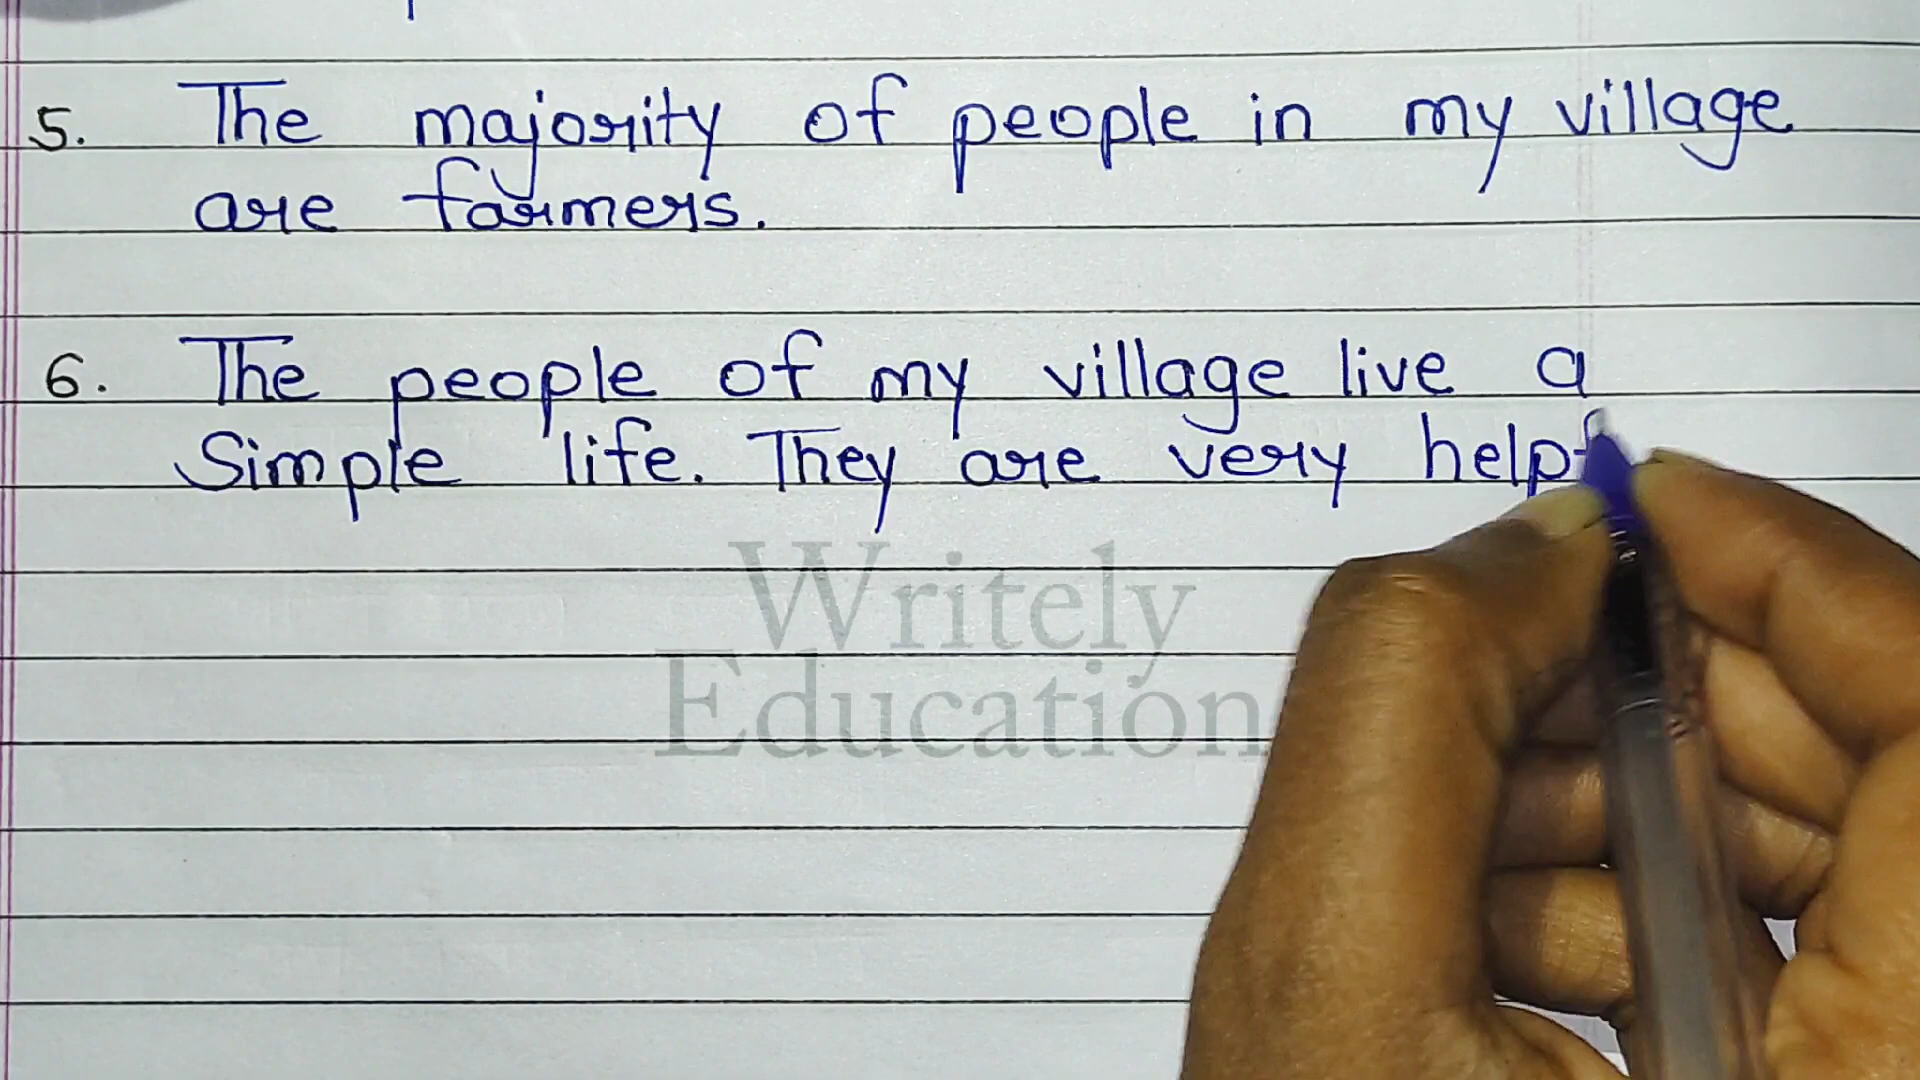 5. The majority of people in my village
are farmers.
6. The people of my village live a
Simple life. They are very helpf
Writely
Education